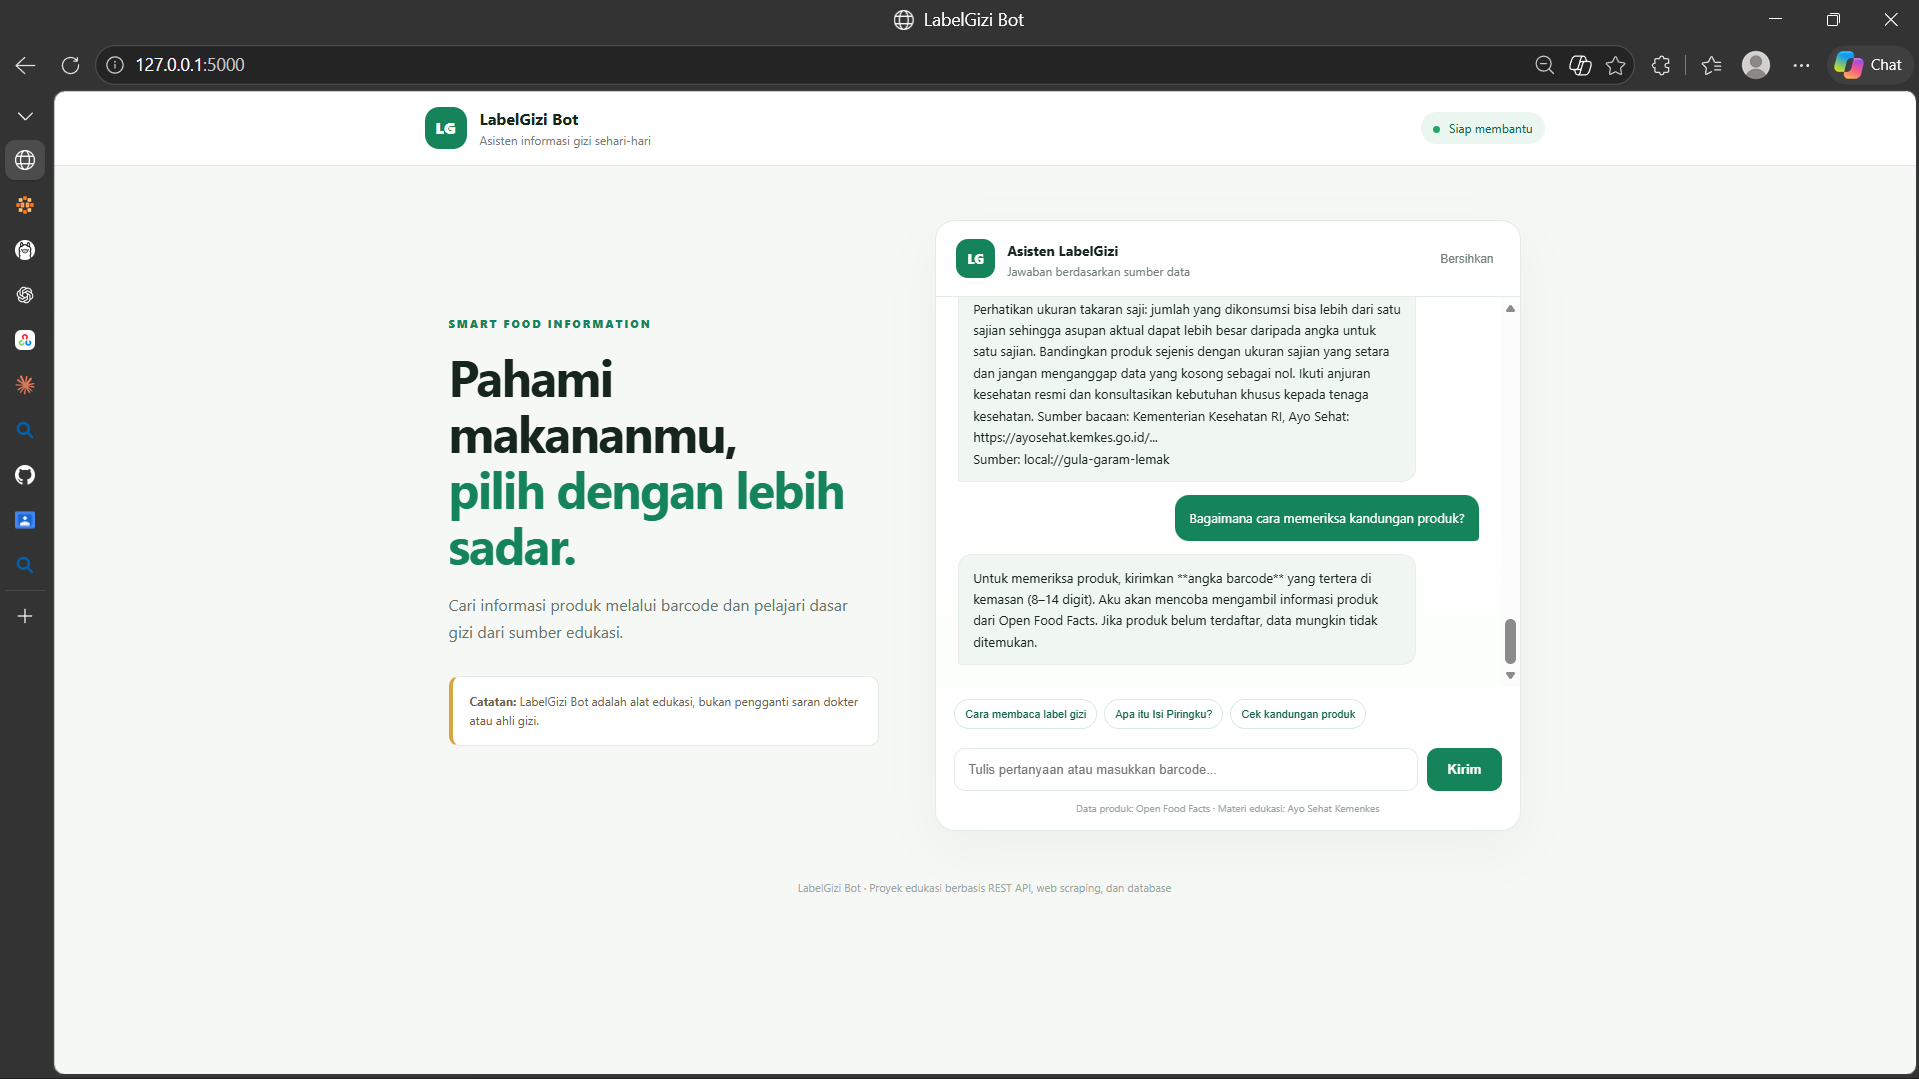 LabelGizi Bot
127.0.0.1:5000
Chat
LG
LabelGizi Bot
Asisten informasi gizi sehari-hari
Siap membantu
SMART FOOD INFORMATION
Pahami
makananmu,
pilih dengan lebih
sadar.
Cari informasi produk melalui barcode dan pelajari dasar
gizi dari sumber edukasi.
Catatan: LabelGizi Bot adalah alat edukasi, bukan pengganti saran dokter
atau ahli gizi.
LG
Asisten LabelGizi
Jawaban berdasarkan sumber data
Bersihkan
Perhatikan ukuran takaran saji: jumlah yang dikonsumsi bisa lebih dari satu
sajian sehingga asupan aktual dapat lebih besar daripada angka untuk
satu sajian. Bandingkan produk sejenis dengan ukuran sajian yang setara
dan jangan menganggap data yang kosong sebagai nol. Ikuti anjuran
kesehatan resmi dan konsultasikan kebutuhan khusus kepada tenaga
kesehatan. Sumber bacaan: Kementerian Kesehatan RI, Ayo Sehat:
https://ayosehat.kemkes.go.id/...
Sumber: local://gula-garam-lemak
Bagaimana cara memeriksa kandungan produk?
Untuk memeriksa produk, kirimkan **angka barcode** yang tertera di
kemasan (8–14 digit). Aku akan mencoba mengambil informasi produk
dari Open Food Facts. Jika produk belum terdaftar, data mungkin tidak
ditemukan.
Cara membaca label gizi
Apa itu Isi Piringku?
Cek kandungan produk
Tulis pertanyaan atau masukkan barcode...
Kirim
Data produk: Open Food Facts · Materi edukasi: Ayo Sehat Kemenkes
LabelGizi Bot · Proyek edukasi berbasis REST API, web scraping, dan database